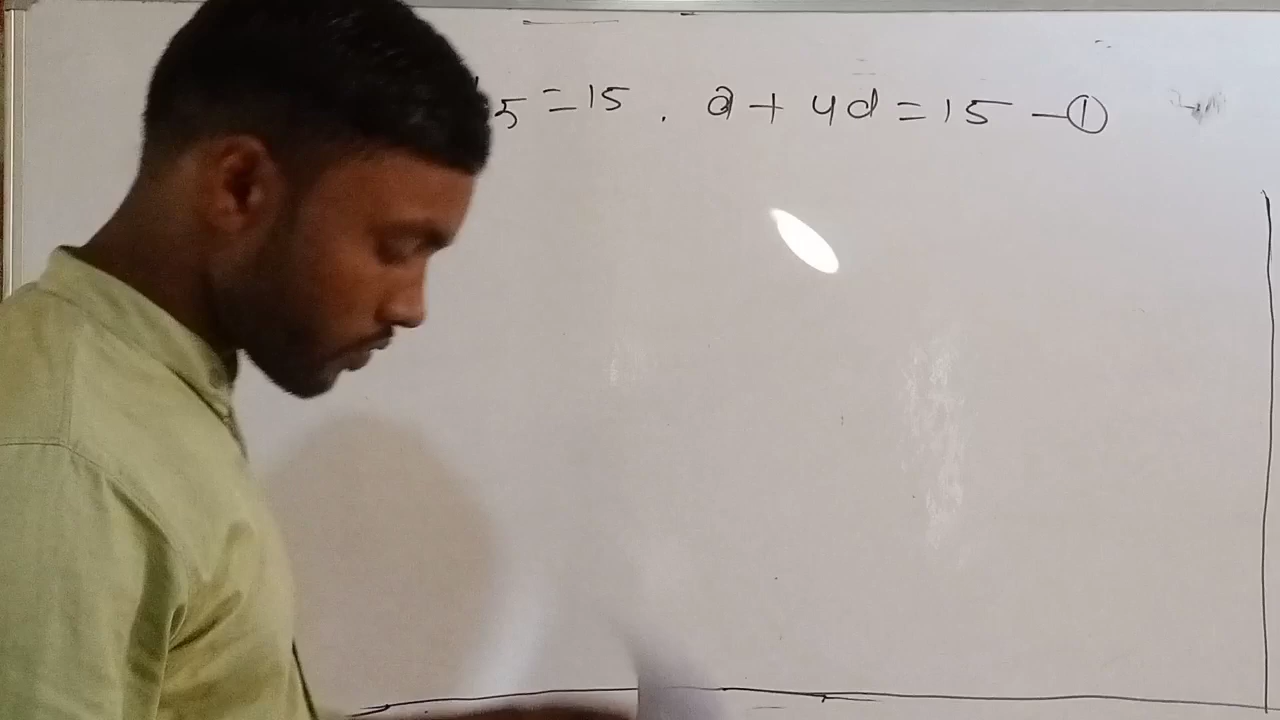 5 = 15 . a + 4d = 15 — ①